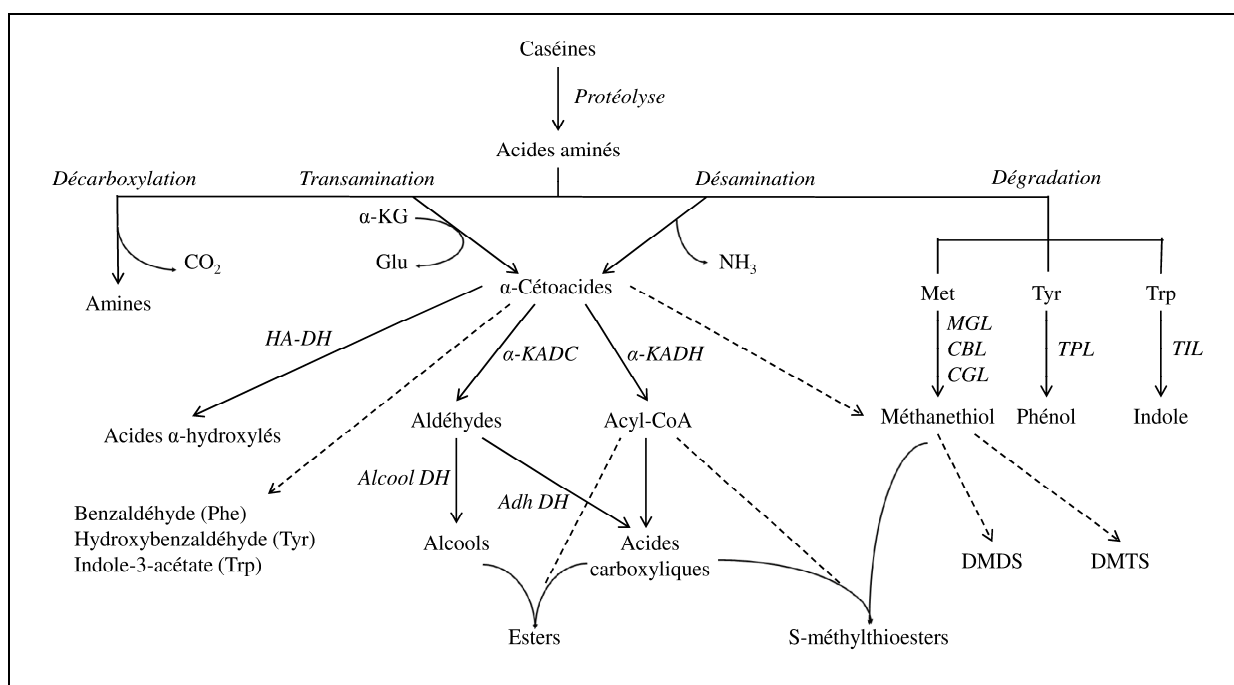 Caséines
Protéolyse
Acides aminés
Décarboxylation
Transamination
Désamination
Dégradation
α-KG
CO2
Glu
NH3
Amines
α-Cétoacides
Met
Tyr
Trp
HA-DH
α-KADC
α-KADH
MGL
CBL
CGL
TPL
TIL
Acides α-hydroxylés
Aldéhydes
Acyl-CoA
Méthanethiol
Phénol
Indole
Alcool DH
Adh DH
Benzaldéhyde (Phe)
Hydroxybenzaldéhyde (Tyr)
Indole-3-acétate (Trp)
Alcools
Acides
carboxyliques
DMDS
DMTS
Esters
S-méthylthioesters